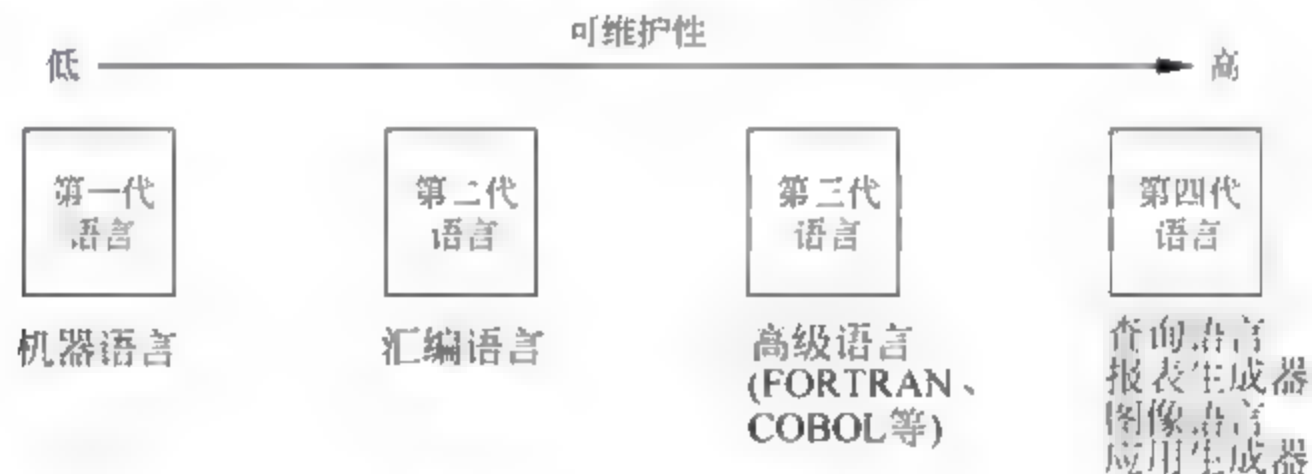 可维护性
低
高
第一代
语言
第二代
语言
第三代
语言
第四代
语言
机器语言
汇编语言
高级语言
(FORTRAN、
COBOL等)
查询语言
报表生成器
图像语言
应用生成器